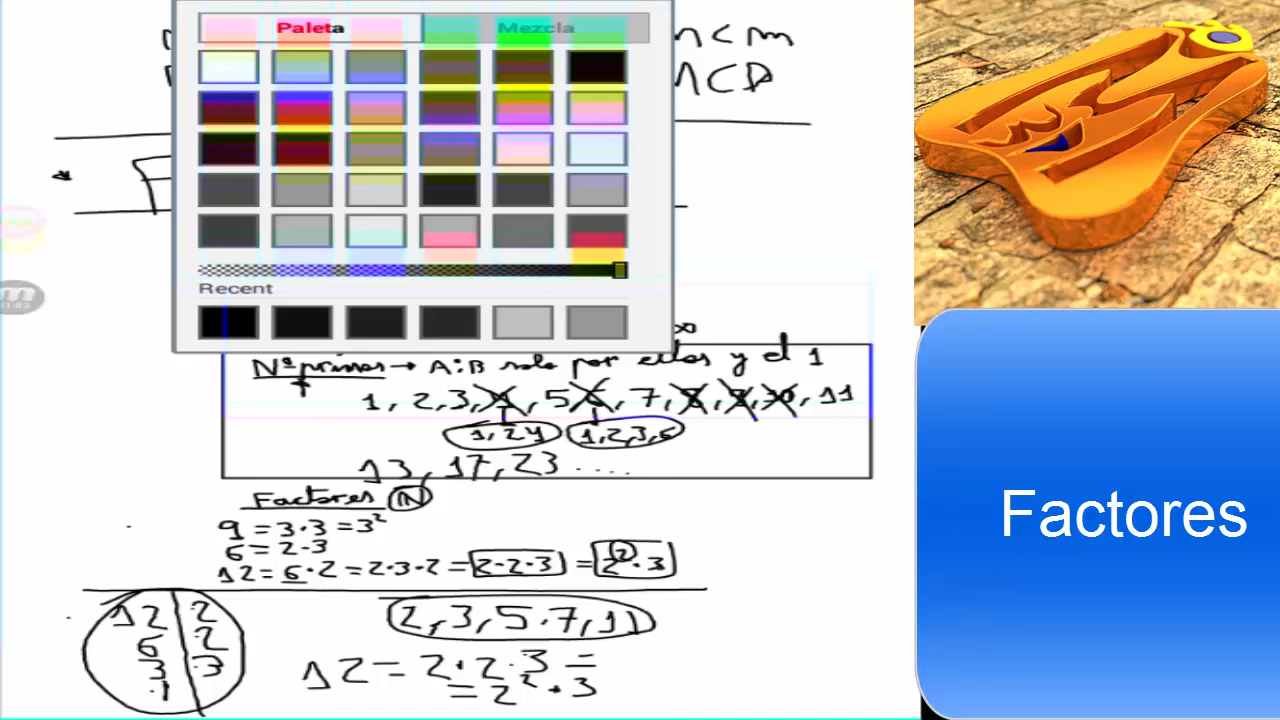 Paleta Mezcla
mcm
MCD
Recent
Nº primos → A:B solo por ellos y el 1
1, 2, 3, 4, 5, 6, 7, 8, 9, 10, 11
1, 2 4 1, 2, 3, 6
13, 17, 23 ....
Factores ℕ
9 = 3·3 = 3²
6 = 2·3
12 = 6·2 = 2·3·2 = 2·2·3 = 2²·3
12 | 2
6 | 2
3 | 3
1
2, 3, 5·7, 11
12 = 2·2·3 =
= 2²·3
Factores